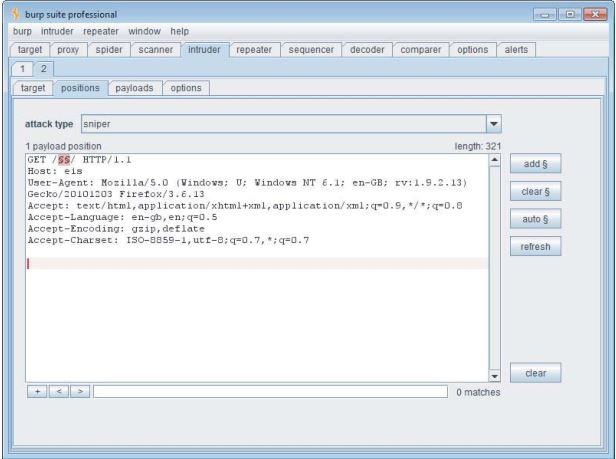 burp suite professional
burp intruder repeater window help
target proxy spider scanner intruder repeater sequencer decoder comparer options alerts
1 2
target positions payloads options
attack type sniper
1 payload position length: 321
GET /§§/ HTTP/1.1
Host: eis
User-Agent: Mozilla/5.0 (Windows; U; Windows NT 6.1; en-GB; rv:1.9.2.13)
Gecko/20101203 Firefox/3.6.13
Accept: text/html,application/xhtml+xml,application/xml;q=0.9,*/*;q=0.8
Accept-Language: en-gb,en;q=0.5
Accept-Encoding: gzip,deflate
Accept-Charset: ISO-8859-1,utf-8;q=0.7,*;q=0.7
add §
clear §
auto §
refresh
clear
+ < > 0 matches